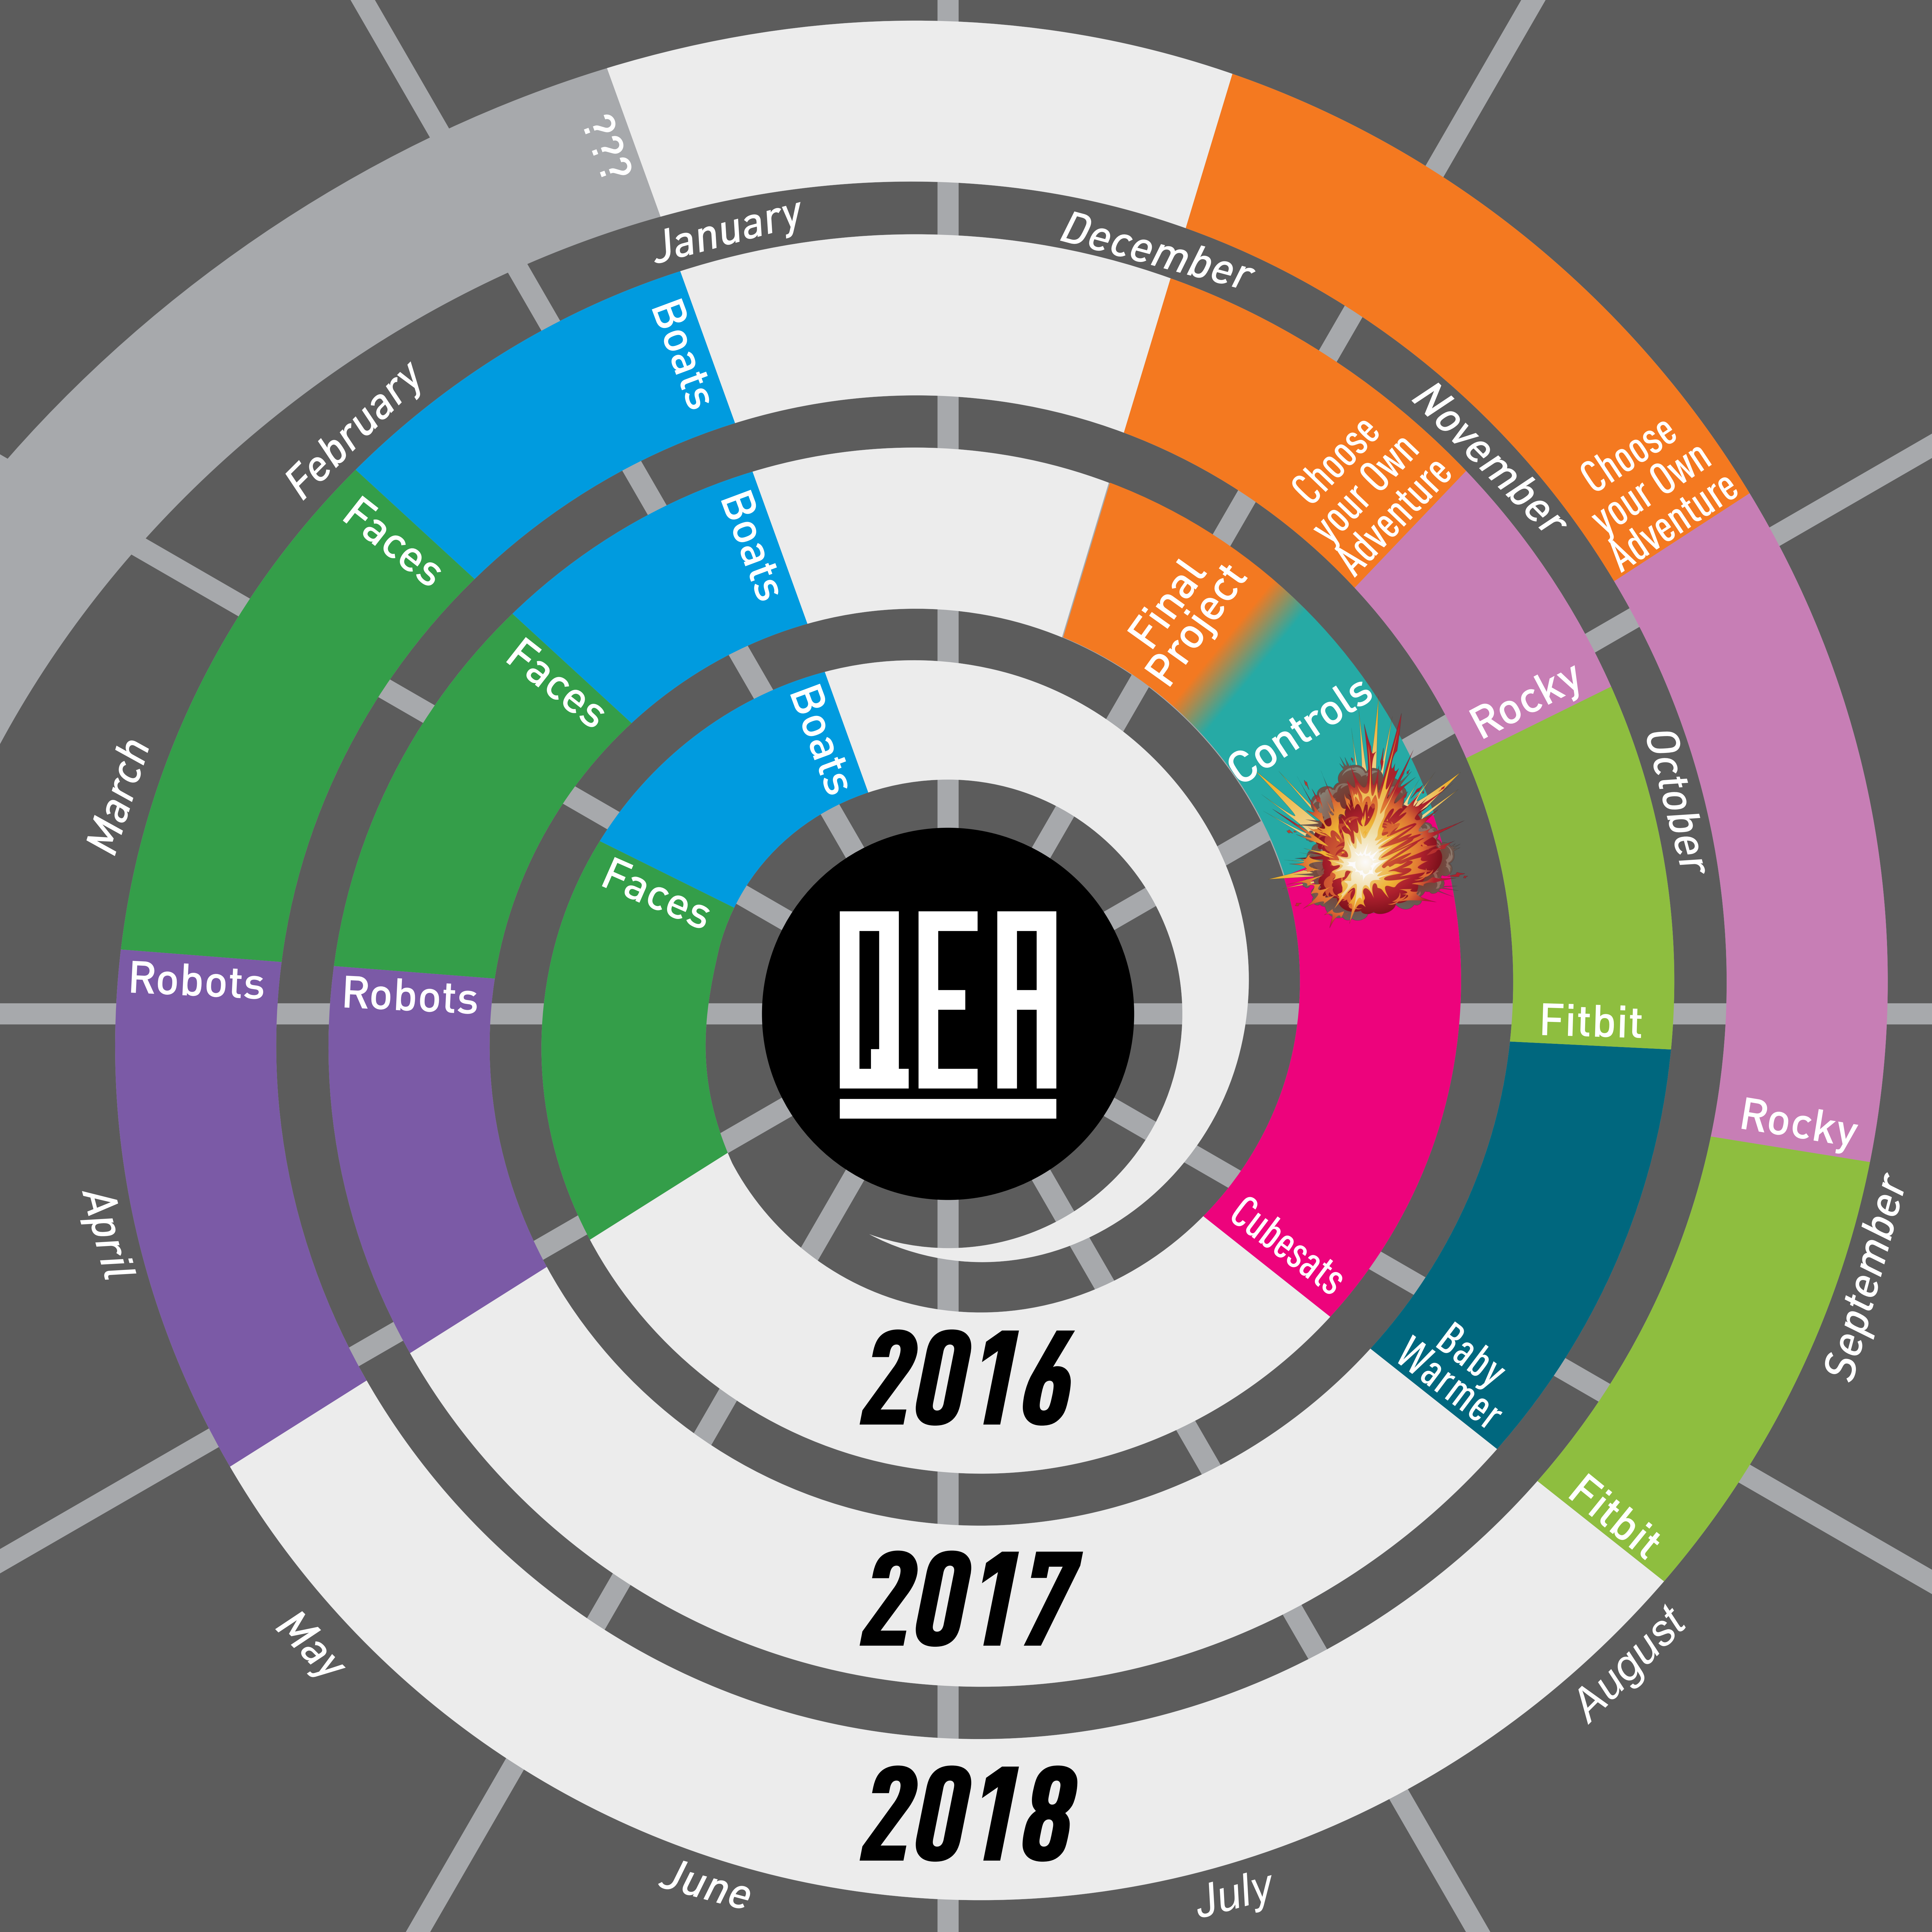 ???
January
December
Boats
February
November
Choose
your Own
Adventure
Choose
your Own
Adventure
Faces
Boats
Final
Project
Faces
Controls
Rocky
Boats
October
March
Faces
Robots
Robots
QEA
Fitbit
Rocky
April
Cubesats
September
Baby
Warmer
2016
Fitbit
2017
May
August
2018
June
July